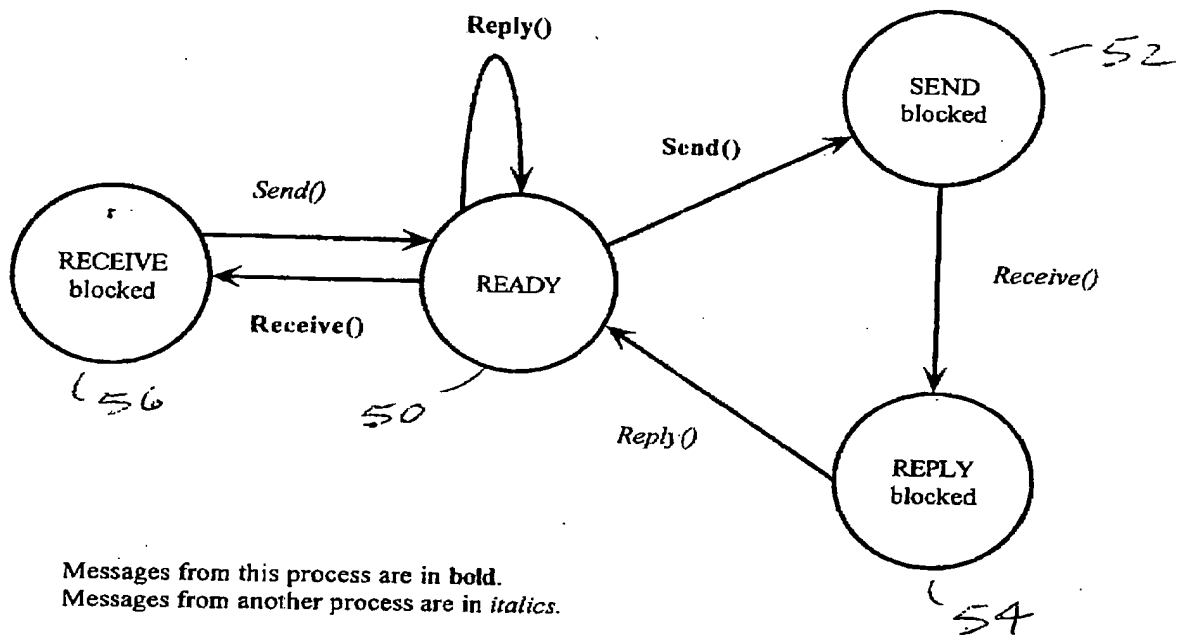 Reply()
52
SEND
blocked
Send()
Send()
RECEIVE
blocked
READY
Receive()
Receive()
56
50
Reply()
REPLY
blocked
54
Messages from this process are in bold.
Messages from another process are in italics.